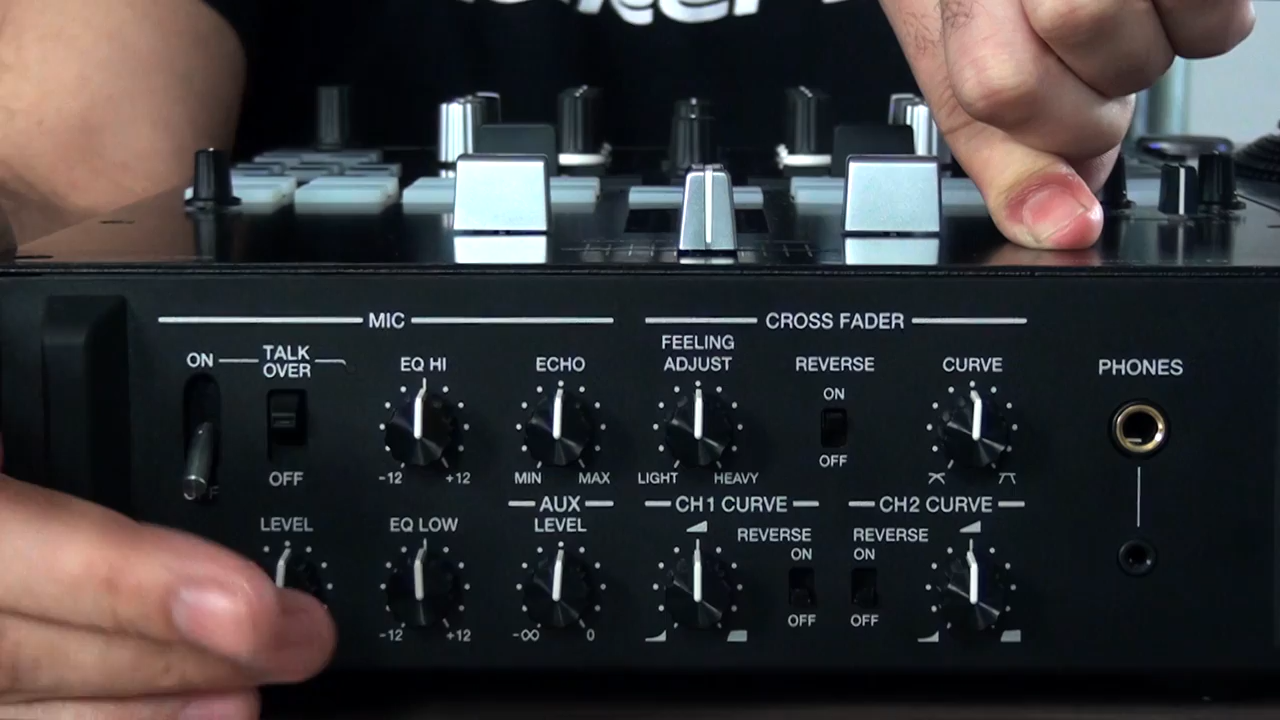 MIC
CROSS FADER
ON
TALK
OVER
EQ HI
ECHO
FEELING
ADJUST
REVERSE
ON
CURVE
PHONES
OFF
-12
+12
MIN
MAX
LIGHT
HEAVY
OFF
AUX
CH1 CURVE
CH2 CURVE
LEVEL
EQ LOW
LEVEL
REVERSE
ON
REVERSE
ON
-12
+12
-∞
0
OFF
OFF